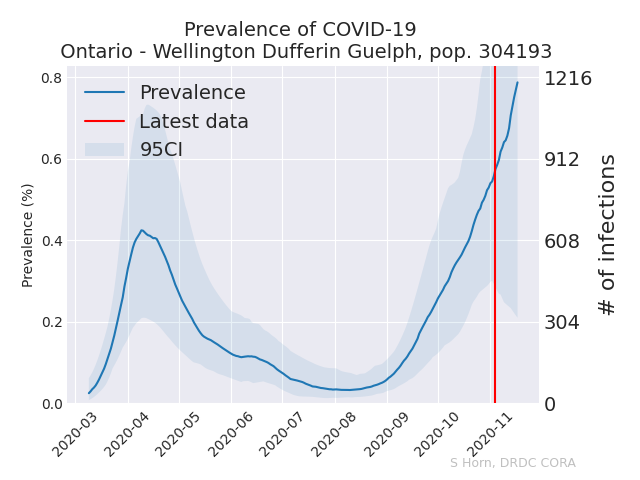 Prevalence of COVID-19
Ontario - Wellington Dufferin Guelph, pop. 304193
Prevalence
Latest data
95CI
Prevalence (%)
0.8
0.6
0.4
0.2
0.0
1216
912
608
304
0
# of infections
2020-03
2020-04
2020-05
2020-06
2020-07
2020-08
2020-09
2020-10
2020-11
S Horn, DRDC CORA